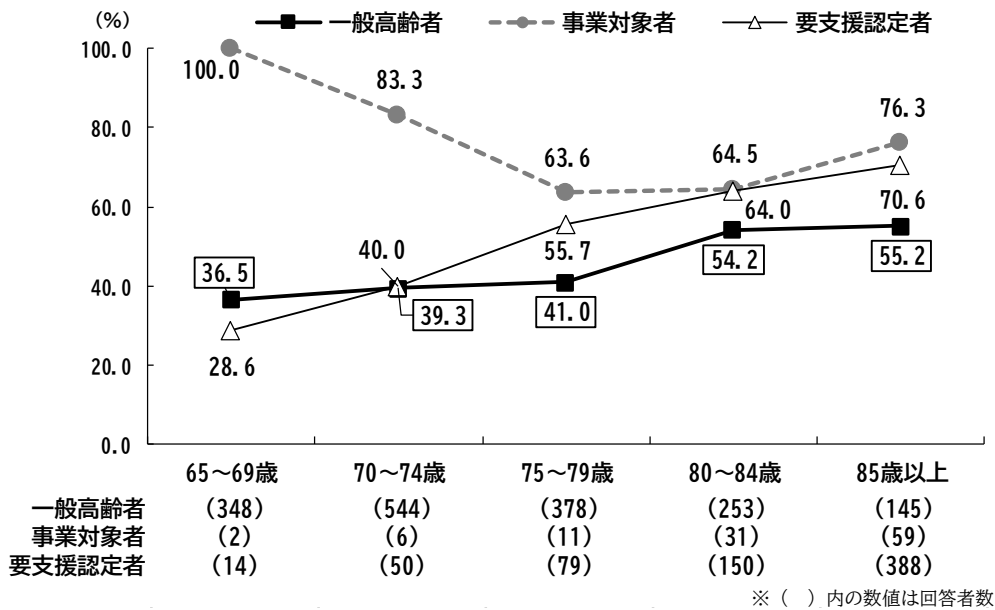 (%)
一般高齢者 事業対象者 要支援認定者
100.0
80.0
60.0
40.0
20.0
0.0
100.0 83.3 63.6 64.5 76.3
28.6 40.0 55.7 64.0 70.6
36.5 39.3 41.0 54.2 55.2
65～69歳 70～74歳 75～79歳 80～84歳 85歳以上
一般高齢者 (348) (544) (378) (253) (145)
事業対象者 (2) (6) (11) (31) (59)
要支援認定者 (14) (50) (79) (150) (388)
※（　）内の数値は回答者数